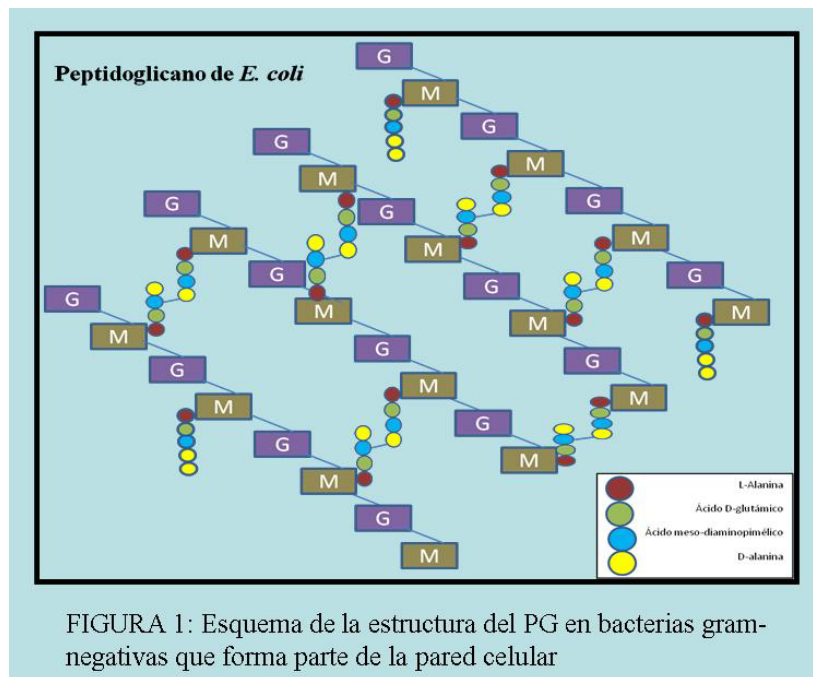 G
Peptidoglicano de E. coli
M
G
G
M
M
G
G
G
M
M
M
G
G
G
G
M
M
M
M
G
G
G
M
M
M
G
G
M
M
G
M
L-Alanina
Ácido D-glutámico
Ácido meso-diaminopimélico
D-alanina
FIGURA 1: Esquema de la estructura del PG en bacterias gram-
negativas que forma parte de la pared celular